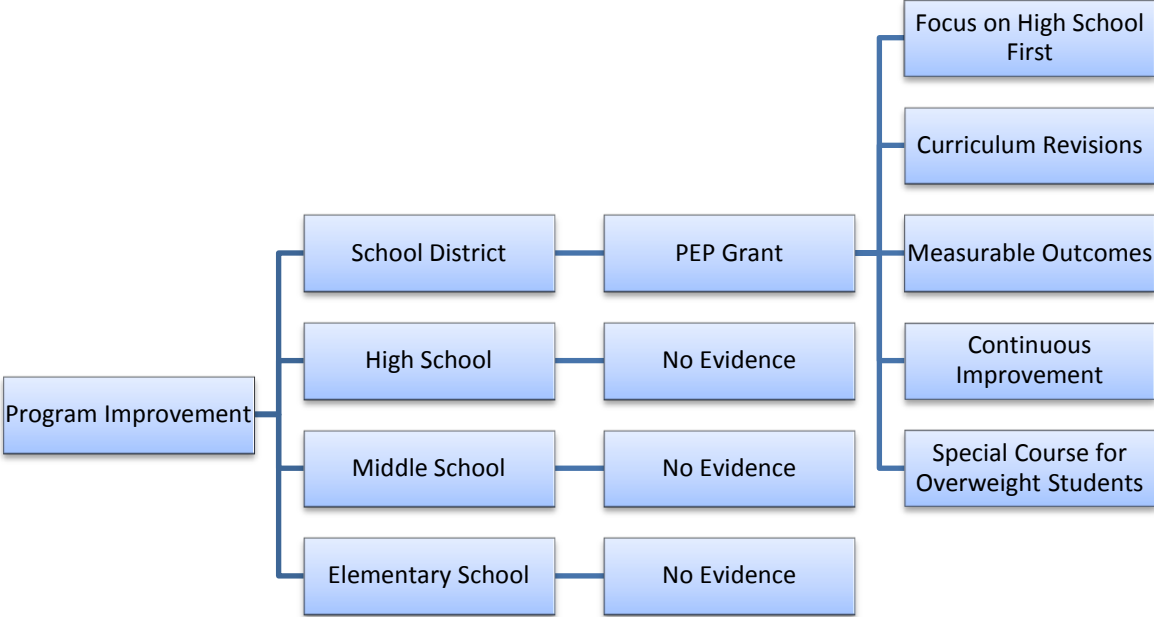 Focus on High School
First
Curriculum Revisions
School District
PEP Grant
Measurable Outcomes
High School
No Evidence
Continuous
Improvement
Program Improvement
Middle School
No Evidence
Special Course for
Overweight Students
Elementary School
No Evidence